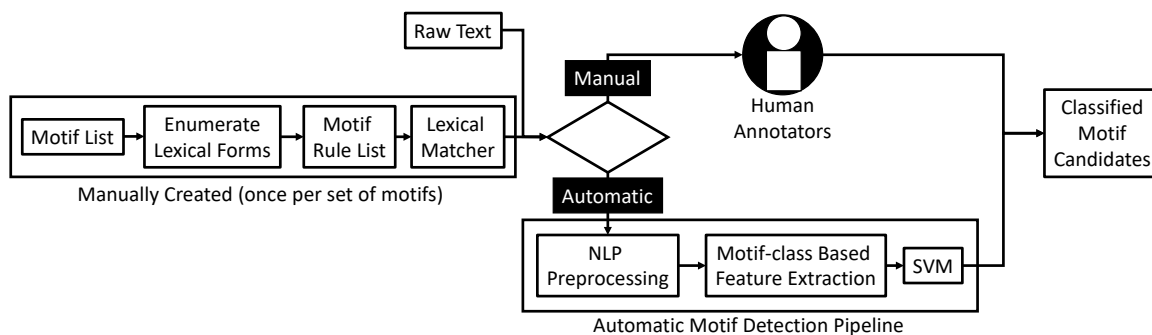 Raw Text
Manual
Human
Annotators
Classified
Motif
Candidates
Motif List
Enumerate
Lexical Forms
Motif
Rule List
Lexical
Matcher
Manually Created (once per set of motifs)
Automatic
NLP
Preprocessing
Motif-class Based
Feature Extraction
SVM
Automatic Motif Detection Pipeline